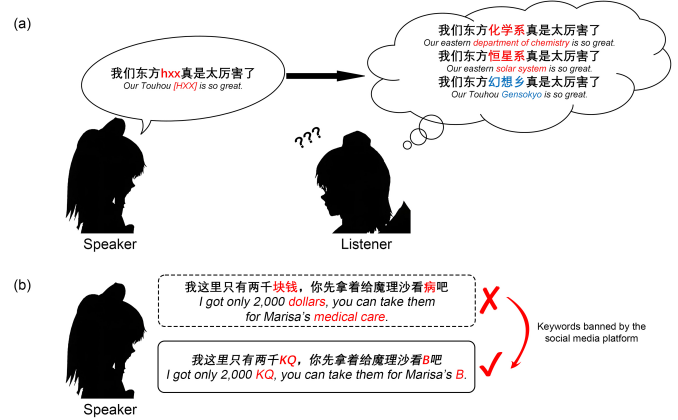 (a)
我们东方hxx真是太厉害了
Our Touhou [HXX] is so great.
我们东方化学系真是太厉害了
Our eastern department of chemistry is so great.
我们东方恒星系真是太厉害了
Our eastern solar system is so great.
我们东方幻想乡真是太厉害了
Our Touhou Gensokyo is so great.
???
Speaker
Listener
(b)
我这里只有两千块钱，你先拿着给魔理沙看病吧
I got only 2,000 dollars, you can take them
for Marisa's medical care.
Keywords banned by the
social media platform
我这里只有两千KQ，你先拿着给魔理沙看B吧
I got only 2,000 KQ, you can take them for Marisa's B.
Speaker